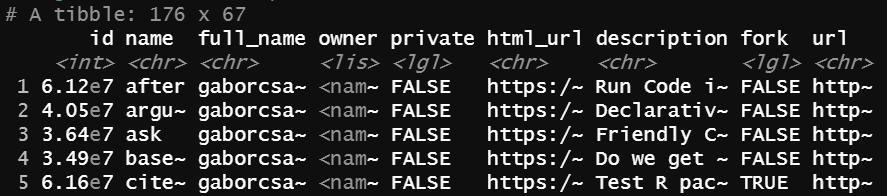 # A tibble: 176 x 67
id name full_name owner private html_url description fork url
<int> <chr> <chr> <lis> <lgl> <chr> <chr> <lgl> <chr>
1 6.12e7 after gaborcsa~ <nam~ FALSE https:/~ Run Code i~ FALSE http~
2 4.05e7 argu~ gaborcsa~ <nam~ FALSE https:/~ Declarativ~ FALSE http~
3 3.64e7 ask gaborcsa~ <nam~ FALSE https:/~ Friendly C~ FALSE http~
4 3.49e7 base~ gaborcsa~ <nam~ FALSE https:/~ Do we get ~ FALSE http~
5 6.16e7 cite~ gaborcsa~ <nam~ FALSE https:/~ Test R pac~ TRUE http~